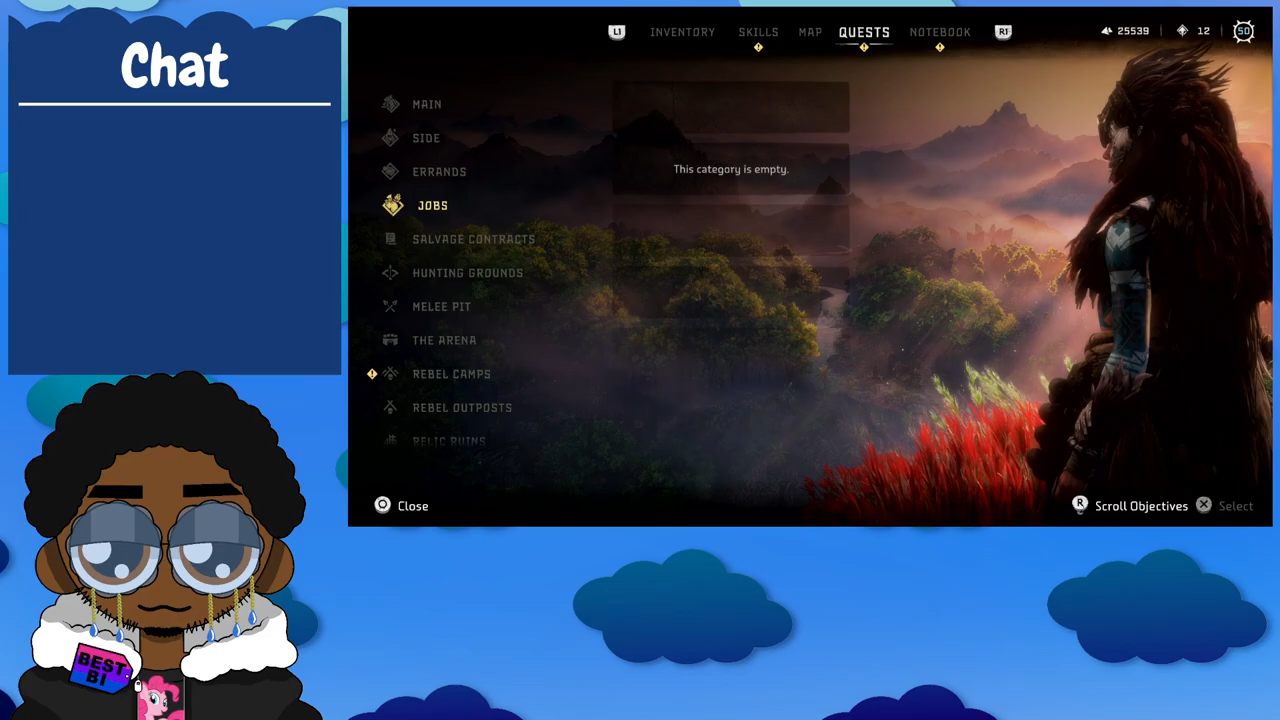 Chat
L1 INVENTORY SKILLS MAP QUESTS NOTEBOOK R1 25539 12 50
MAIN
SIDE
ERRANDS
JOBS
SALVAGE CONTRACTS
HUNTING GROUNDS
MELEE PIT
THE ARENA
REBEL CAMPS
REBEL OUTPOSTS
RELIC RUINS
This category is empty.
Close
R Scroll Objectives Select
BEST
BI